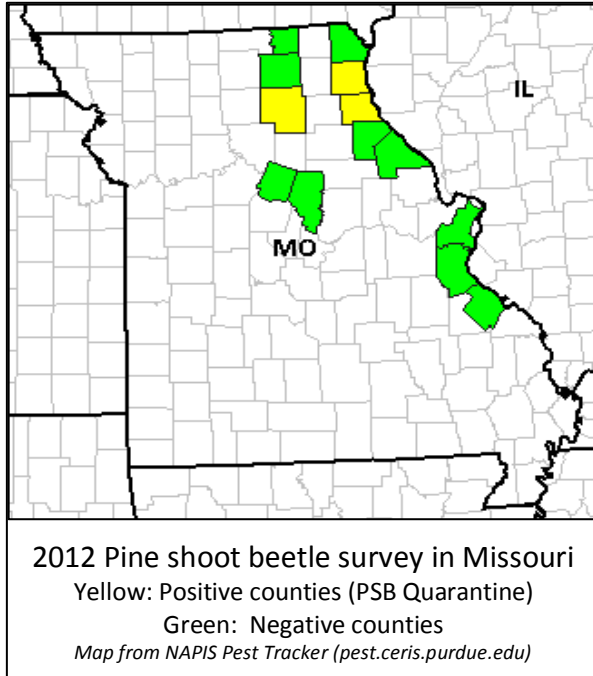 IL
MO
2012 Pine shoot beetle survey in Missouri
Yellow: Positive counties (PSB Quarantine)
Green:  Negative counties
Map from NAPIS Pest Tracker (pest.ceris.purdue.edu)